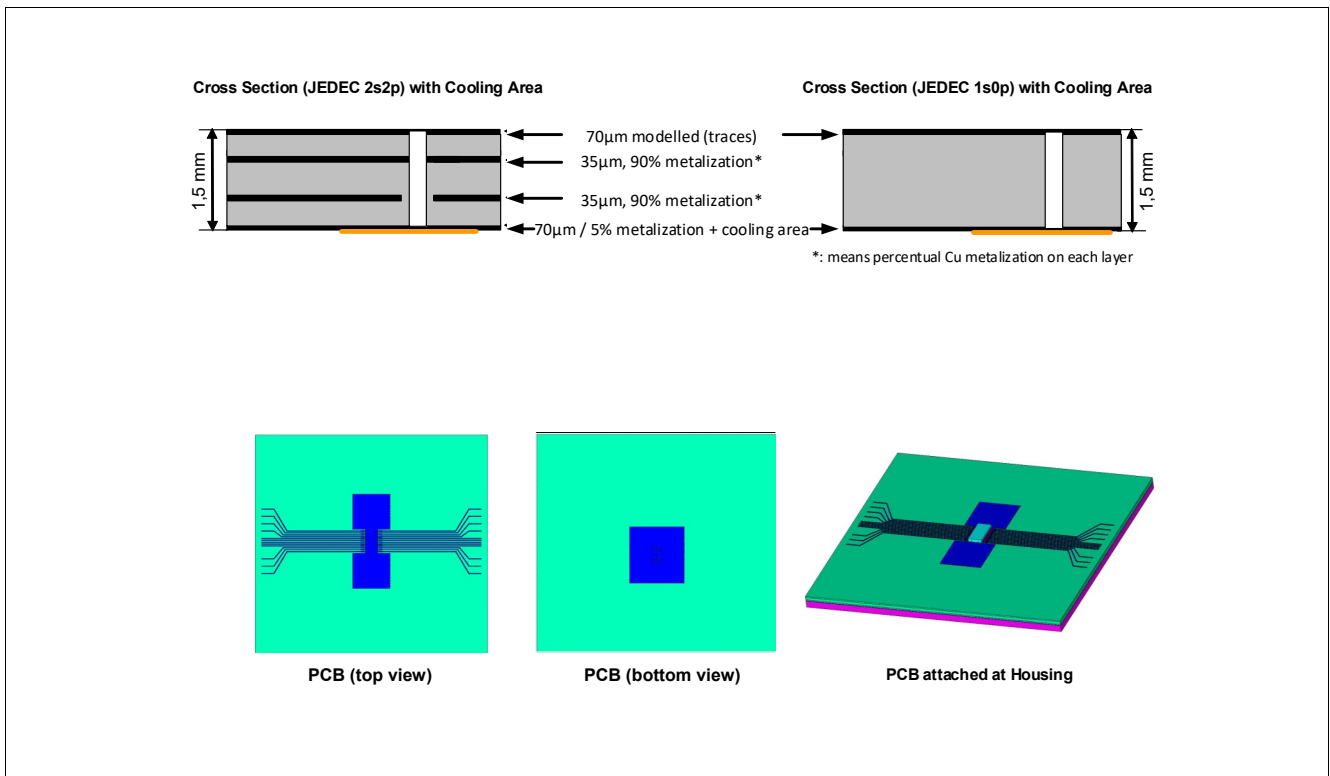 Cross Section (JEDEC 2s2p) with Cooling Area
Cross Section (JEDEC 1s0p) with Cooling Area
1,5 mm
70µm modelled (traces)
35µm, 90% metalization*
35µm, 90% metalization*
70µm / 5% metalization + cooling area
1,5 mm
*: means percentual Cu metalization on each layer
PCB (top view)
PCB (bottom view)
PCB attached at Housing